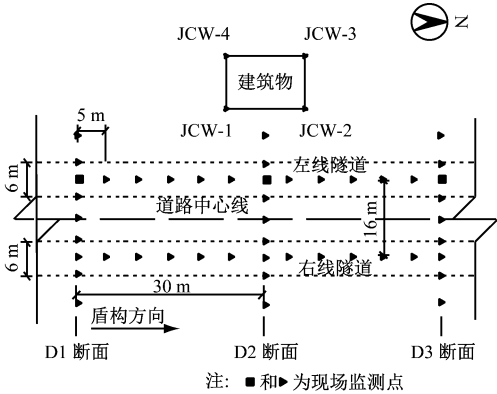 JCW-4
JCW-3
N
建筑物
5 m
JCW-1
JCW-2
左线隧道
6 m
道路中心线
16 m
6 m
右线隧道
30 m
盾构方向
D1 断面
D2 断面
D3 断面
注: ■ 和 ▶ 为现场监测点